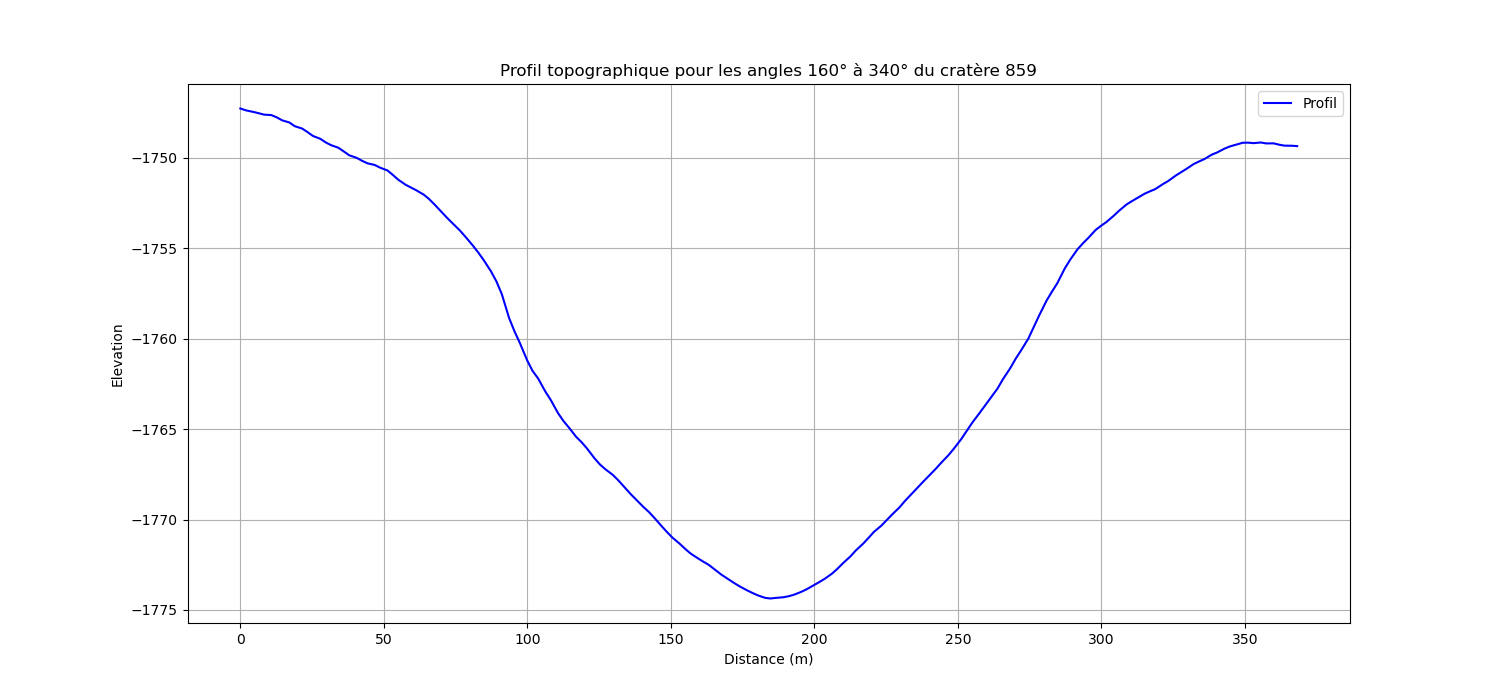 Profil topographique pour les angles 160° à 340° du cratère 859
Profil
−1750
−1755
−1760
−1765
−1770
−1775
Elevation
0 50 100 150 200 250 300 350
Distance (m)